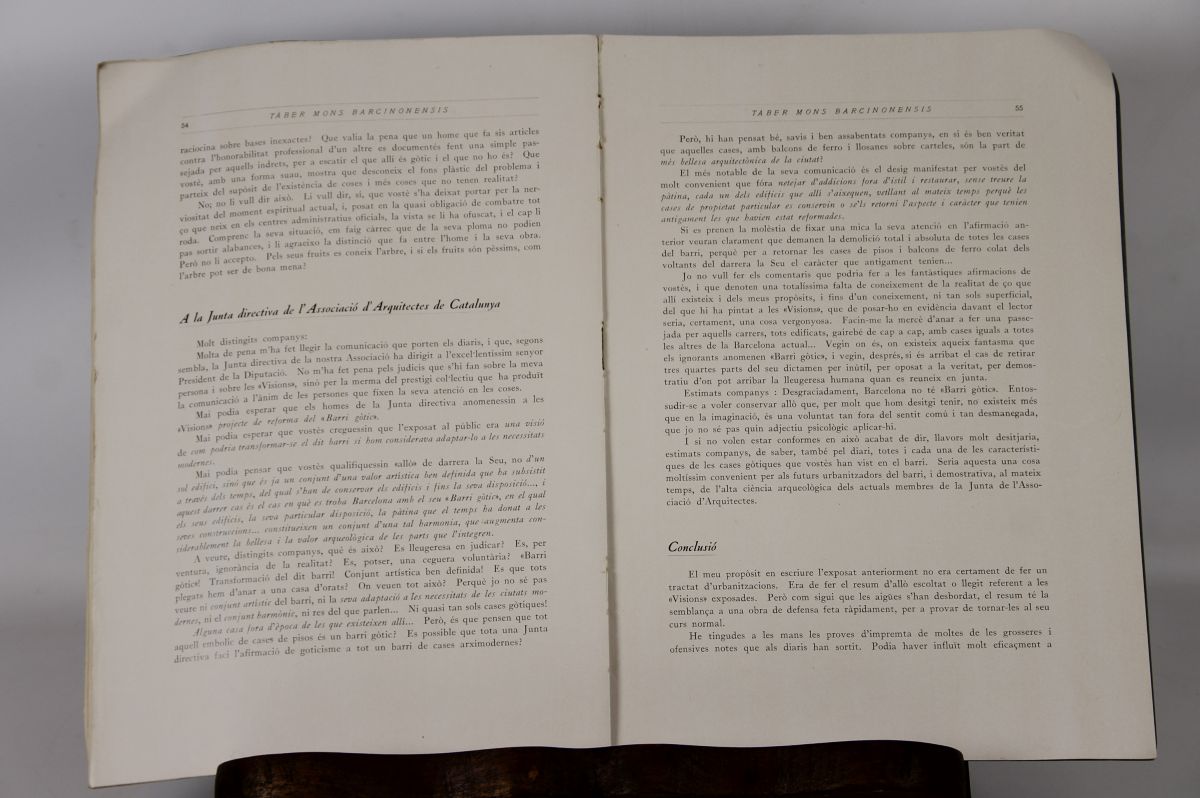 54
TABER MONS BARCINONENSIS
raciocina sobre bases inexactes? Que valia la pena que un home que fa sis articles
contra l'honorabilitat professional d'un altre es documentés fent una simple pas-
sejada per aquells indrets, per a escatir el que alli és gòtic i el que no ho és? Que
vostè, amb una forma suau, mostra que desconeix el fons plàstic del problema i
parteix del supòsit de l'existència de coses i més coses que no tenen realitat?
No; no li vull dir això. Li vull dir, sí, que vostè s'ha deixat portar per la ner-
viositat del moment espiritual actual, i, posat en la quasi obligació de combatre tot
ço que neix en els centres administratius oficials, la vista se li ha ofuscat, i el cap li
roda. Comprenc la seva situació, em faig càrrec que de la seva ploma no podien
pas sortir alabances, i li agraeixo la distinció que fa entre l'home i la seva obra.
Però no li accepto. Pels seus fruits es coneix l'arbre, i si els fruits són pèssims, com
l'arbre pot ser de bona mena?
A la Junta directiva de l'Associació d'Arquitectes de Catalunya
Molt distingits companys:
Molta de pena m'ha fet llegir la comunicació que porten els diaris, i que, segons
sembla, la Junta directiva de la nostra Associació ha dirigit a l'excel·lentíssim senyor
President de la Diputació. No m'ha fet pena pels judicis que s'hi fan sobre la meva
persona i sobre les «Visions», sinó per la merma del prestigi col·lectiu que ha produït
la comunicació a l'ànim de les persones que fixen la seva atenció en les coses.
Mai podia esperar que els homes de la Junta directiva anomenessin a les
«Visions» projecte de reforma del «Barri gòtic».
Mai podia esperar que vostès creguessin que l'exposat al públic era una visió
de com podria transformar-se el dit barri si hom considerava adaptar-lo a les necessitats
modernes.
Mai podia pensar que vostès qualifiquessin «allò» de darrera la Seu, no d'un
sol edifici, sinó que és ja un conjunt d'una valor artística ben definida que ha subsistit
a través dels temps, del qual s'han de conservar els edificis i fins la seva disposició..., i
aquest darrer cas és el cas en què es troba Barcelona amb el seu «Barri gòtic», en el qual
els seus edificis, la seva particular disposició, la pàtina que el temps ha donat a les
seves construccions... constitueixen un conjunt d'una tal harmonia, que augmenta con-
siderablement la bellesa i la valor arqueològica de les parts que l'integren.
A veure, distingits companys, què és això? Es lleugeresa en judicar? Es, per
ventura, ignorància de la realitat? Es, potser, una ceguera voluntària? «Barri
gòtic»! Transformació del dit barri! Conjunt artística ben definida! Es que tots
plegats hem d'anar a una casa d'orats? On veuen tot això? Perquè jo no sé pas
veure ni conjunt artístic del barri, ni la seva adaptació a les necessitats de les ciutats mo-
dernes, ni el conjunt harmònic, ni res del que parlen... Ni quasi tan sols cases gòtiques!
Alguna casa fora d'època de les que existeixen allí... Però, és que pensen que tot
aquell embolic de cases de pisos és un barri gòtic? Es possible que tota una Junta
directiva faci l'afirmació de goticisme a tot un barri de cases arximodernes?
TABER MONS BARCINONENSIS
55
Però, hi han pensat bé, savis i ben assabentats companys, en si és ben veritat
que aquelles cases, amb balcons de ferro i llosanes sobre carteles, són la part de
més bellesa arquitectònica de la ciutat?
El més notable de la seva comunicació és el desig manifestat per vostès del
molt convenient que fóra netejar d'addicions fora d'istil i restaurar, sense treure la
pàtina, cada un dels edificis que allí s'aixequen, vetllant al mateix temps perquè les
cases de propietat particular es conservin o se'ls retorni l'aspecte i caràcter que tenien
antigament les que havien estat reformades.
Si es prenen la molèstia de fixar una mica la seva atenció en l'afirmació an-
terior veuran clarament que demanen la demolició total i absoluta de totes les cases
del barri, perquè per a retornar les cases de pisos i balcons de ferro colat dels
voltants del darrera la Seu el caràcter que antigament tenien...
Jo no vull fer els comentaris que podria fer a les fantàstiques afirmacions de
vostès, i que denoten una totalíssima falta de coneixement de la realitat de ço que
allí existeix i dels meus propòsits, i fins d'un coneixement, ni tan sols superficial,
del que hi ha pintat a les «Visions», que de posar-ho en evidència davant el lector
seria, certament, una cosa vergonyosa. Facin-me la mercè d'anar a fer una passe-
jada per aquells carrers, tots edificats, gairebé de cap a cap, amb cases iguals a totes
les altres de la Barcelona actual... Vegin on és, on existeix aqueix fantasma que
els ignorants anomenen «Barri gòtic», i vegin, després, si és arribat el cas de retirar
tres quartes parts del seu dictamen per inútil, per oposat a la veritat, per demos-
tratiu d'on pot arribar la lleugeresa humana quan es reuneix en junta.
Estimats companys: Desgraciadament, Barcelona no té «Barri gòtic». Entos-
sudir-se a voler conservar allò que, per molt que hom desitgi tenir, no existeix més
que en la imaginació, és una voluntat tan fora del sentit comú i tan desmanegada,
que jo no sé pas quin adjectiu psicològic aplicar-hi.
I si no volen estar conformes en això acabat de dir, llavors molt desitjaria,
estimats companys, de saber, també pel diari, totes i cada una de les característi-
ques de les cases gòtiques que vostès han vist en el barri. Seria aquesta una cosa
moltíssim convenient per als futurs urbanitzadors del barri, i demostrativa, al mateix
temps, de l'alta ciència arqueològica dels actuals membres de la Junta de l'Asso-
ciació d'Arquitectes.
Conclusió
El meu propòsit en escriure l'exposat anteriorment no era certament de fer un
tractat d'urbanitzacions. Era de fer el resum d'allò escoltat o llegit referent a les
«Visions» exposades. Però com sigui que les aigües s'han desbordat, el resum té la
semblança a una obra de defensa feta ràpidament, per a provar de tornar-les al seu
curs normal.
He tingudes a les mans les proves d'impremta de moltes de les grosseres i
ofensives notes que als diaris han sortit. Podia haver influït molt eficaçment a